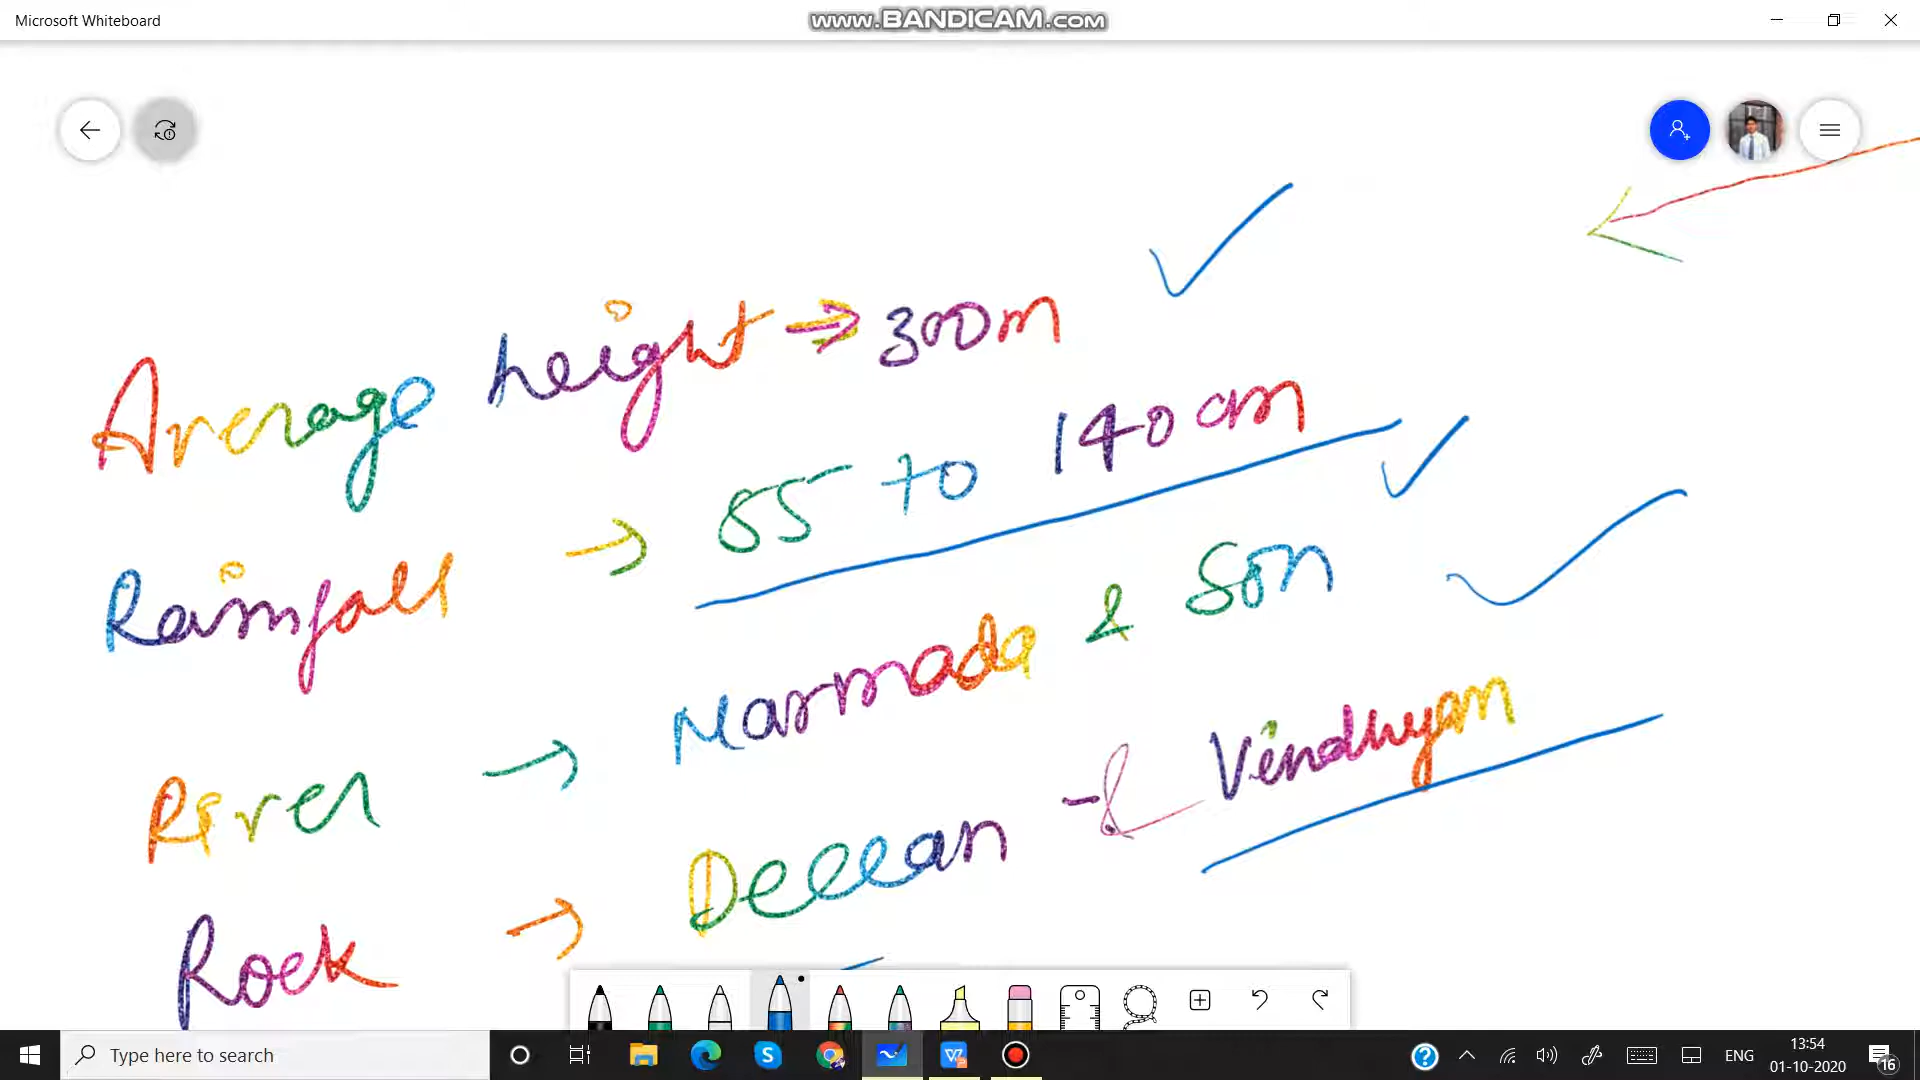 Microsoft Whiteboard
www.BANDICAM.com
Average height → 300m
Rainfall → 85 to 140 cm
River → Narmada & Son
Rock → Deccan & Vindhyan
Type here to search
ENG
13:54
01-10-2020
16